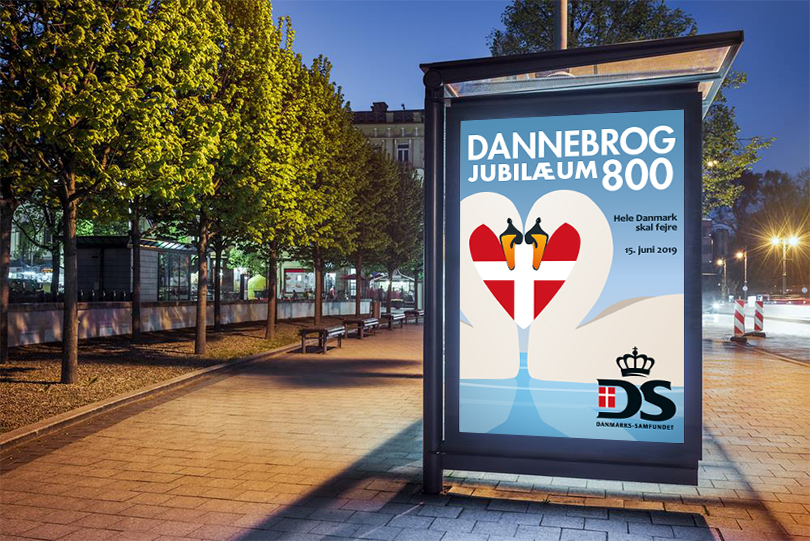 DANNEBROG
JUBILÆUM 800
Hele Danmark
skal fejre
15. juni 2019
DS
DANMARKS-SAMFUNDET